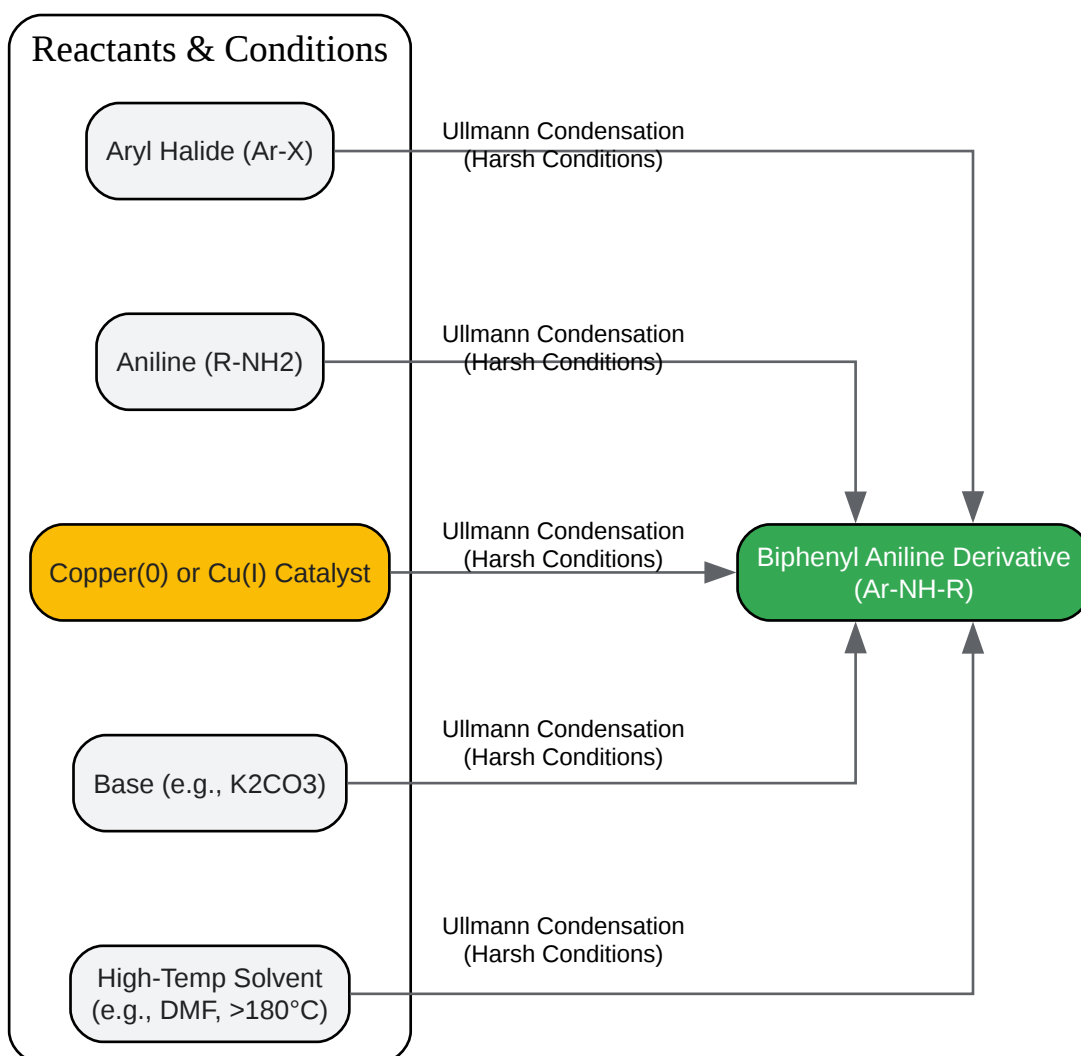 Reactants & Conditions
Aryl Halide (Ar-X)
Ullmann Condensation
(Harsh Conditions)
Aniline (R-NH2)
Ullmann Condensation
(Harsh Conditions)
Copper(0) or Cu(I) Catalyst
Ullmann Condensation
(Harsh Conditions)
Biphenyl Aniline Derivative
(Ar-NH-R)
Base (e.g., K2CO3)
Ullmann Condensation
(Harsh Conditions)
High-Temp Solvent
(e.g., DMF, >180°C)
Ullmann Condensation
(Harsh Conditions)